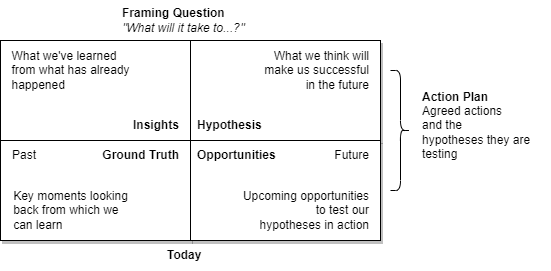 Framing Question
"What will it take to...?"
What we've learned
from what has already
happened
Insights
What we think will
make us successful
in the future
Hypothesis
Past
Ground Truth
Key moments looking
back from which we
can learn
Opportunities
Future
Upcoming opportunities
to test our
hypotheses in action
Action Plan
Agreed actions
and the
hypotheses they are
testing
Today